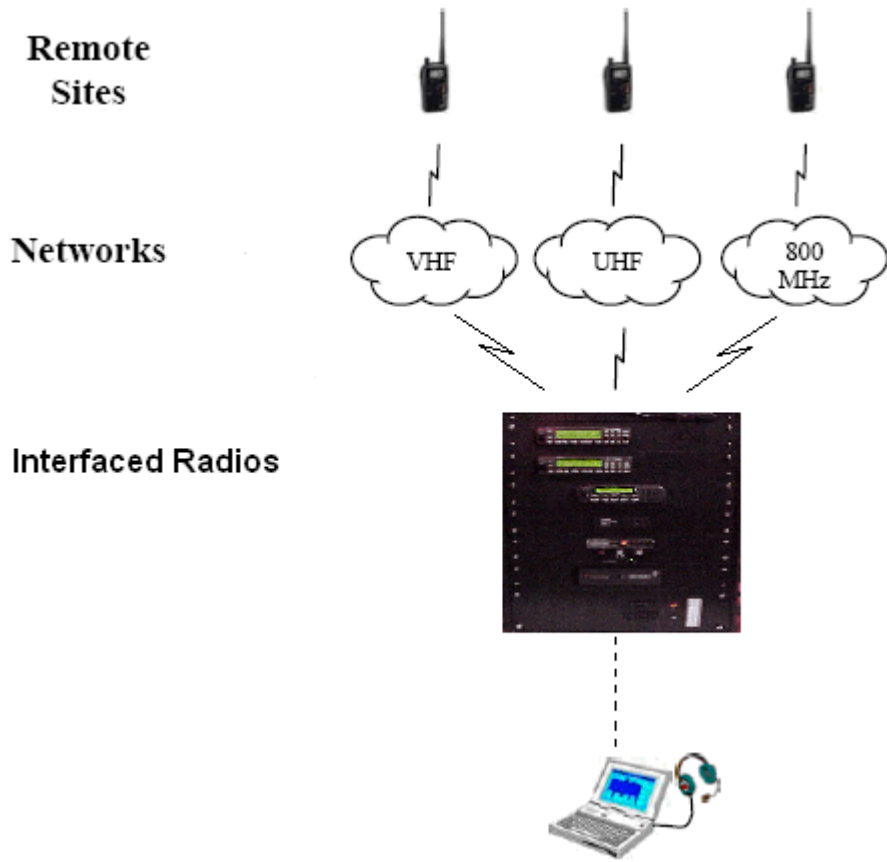 Remote
Sites
Networks
VHF
UHF
800
MHz
Interfaced Radios